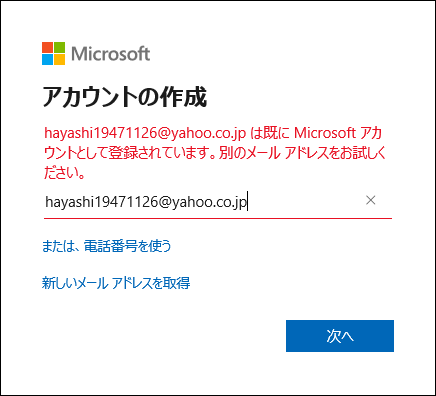 Microsoft
アカウントの作成
hayashi19471126@yahoo.co.jp は既に Microsoft アカ
ウントとして登録されています。別のメール アドレスをお試しく
ださい。
hayashi19471126@yahoo.co.jp
または、電話番号を使う
新しいメール アドレスを取得
次へ